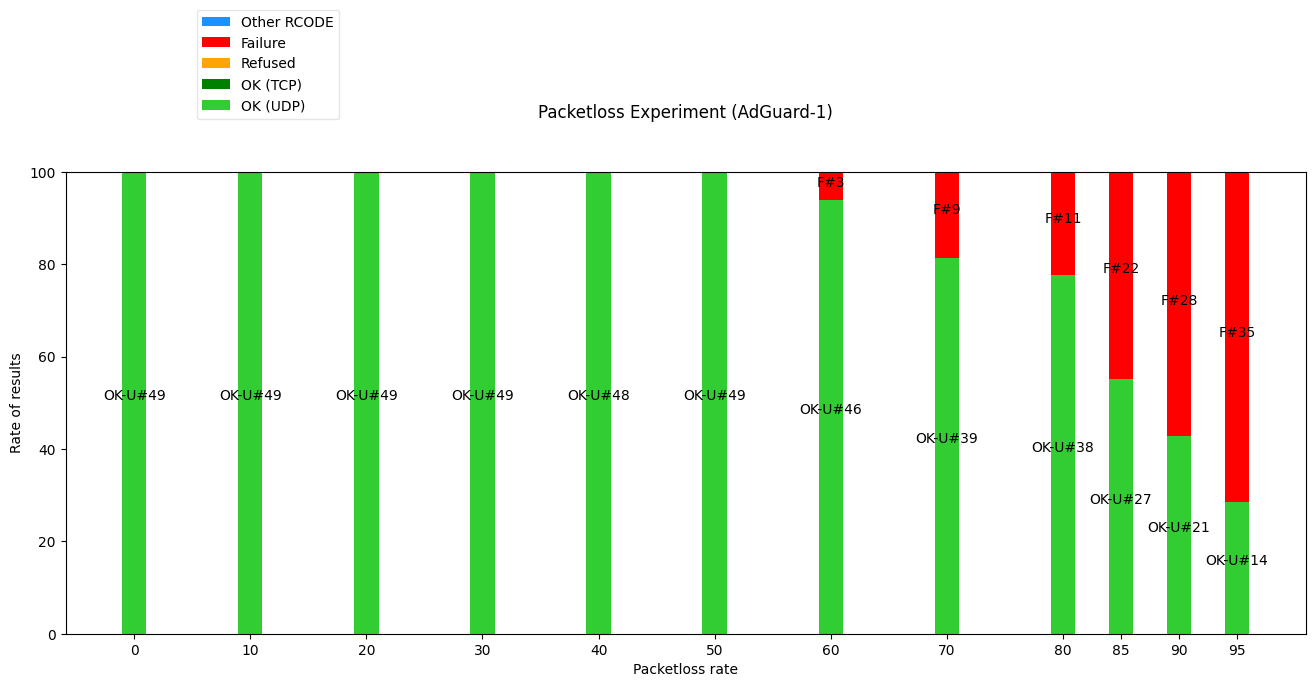 Other RCODE
Failure
Refused
OK (TCP)
OK (UDP)
Packetloss Experiment (AdGuard-1)
Rate of results
100
80
60
40
20
0
F#3
F#9
F#11
F#22
F#28
F#35
OK-U#49
OK-U#49
OK-U#49
OK-U#49
OK-U#48
OK-U#49
OK-U#46
OK-U#39
OK-U#38
OK-U#27
OK-U#21
OK-U#14
0 10 20 30 40 50 60 70 80 85 90 95
Packetloss rate